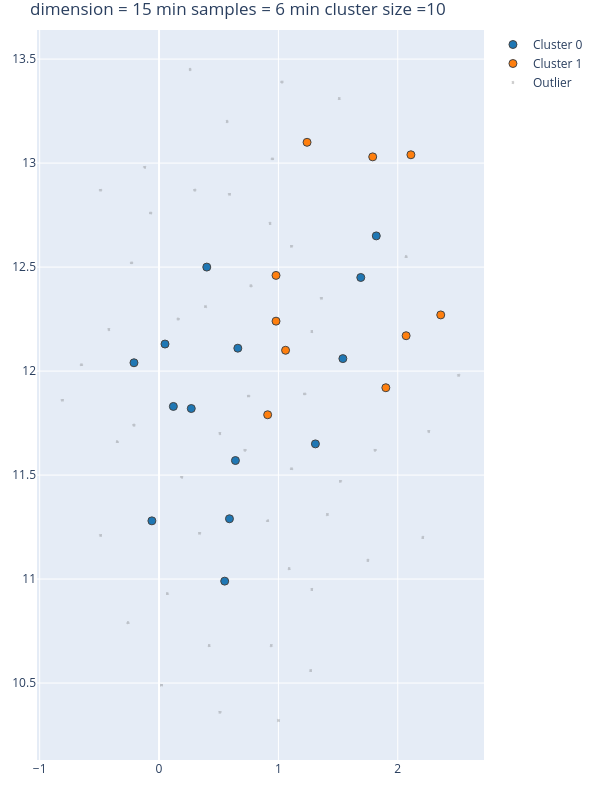 dimension = 15 min samples = 6 min cluster size =10
Cluster 0
Cluster 1
Outlier
13.5
13
12.5
12
11.5
11
10.5
−1
0
1
2